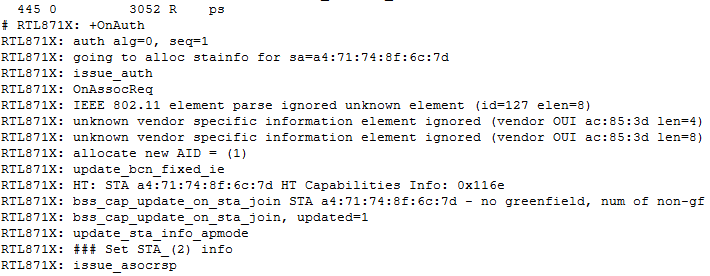 445 0 3052 R ps
# RTL871X: +OnAuth
RTL871X: auth alg=0, seq=1
RTL871X: going to alloc stainfo for sa=a4:71:74:8f:6c:7d
RTL871X: issue_auth
RTL871X: OnAssocReq
RTL871X: IEEE 802.11 element parse ignored unknown element (id=127 elen=8)
RTL871X: unknown vendor specific information element ignored (vendor OUI ac:85:3d len=4)
RTL871X: unknown vendor specific information element ignored (vendor OUI ac:85:3d len=8)
RTL871X: allocate new AID = (1)
RTL871X: update_bcn_fixed_ie
RTL871X: HT: STA a4:71:74:8f:6c:7d HT Capabilities Info: 0x116e
RTL871X: bss_cap_update_on_sta_join STA a4:71:74:8f:6c:7d - no greenfield, num of non-gf
RTL871X: bss_cap_update_on_sta_join, updated=1
RTL871X: update_sta_info_apmode
RTL871X: ### Set STA_(2) info
RTL871X: issue_asocrsp